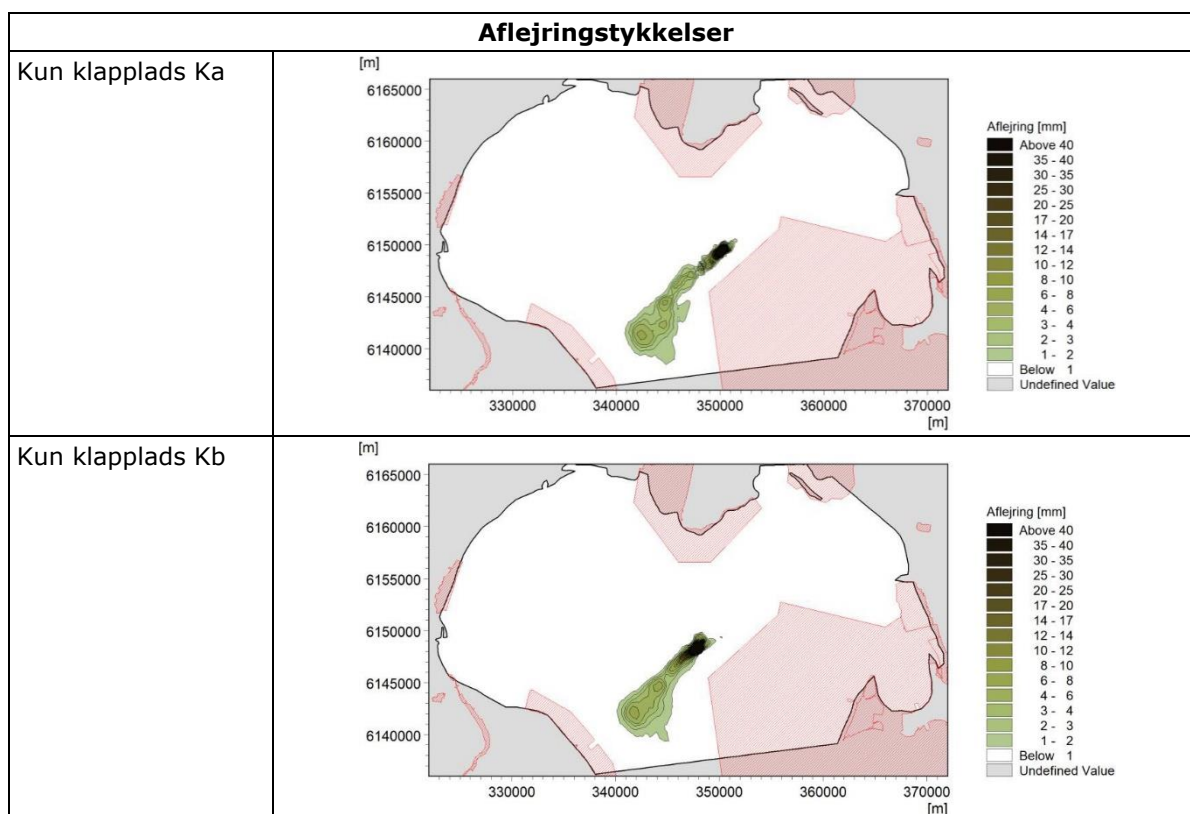 Aflejringstykkelser
Kun klapplads Ka
[m]
6165000
6160000
6155000
6150000
6145000
6140000
330000 340000 350000 360000 370000
[m]
Aflejring [mm]
Above 40
35 - 40
30 - 35
25 - 30
20 - 25
17 - 20
14 - 17
12 - 14
10 - 12
8 - 10
6 - 8
4 - 6
3 - 4
2 - 3
1 - 2
Below 1
Undefined Value
Kun klapplads Kb
[m]
6165000
6160000
6155000
6150000
6145000
6140000
330000 340000 350000 360000 370000
[m]
Aflejring [mm]
Above 40
35 - 40
30 - 35
25 - 30
20 - 25
17 - 20
14 - 17
12 - 14
10 - 12
8 - 10
6 - 8
4 - 6
3 - 4
2 - 3
1 - 2
Below 1
Undefined Value